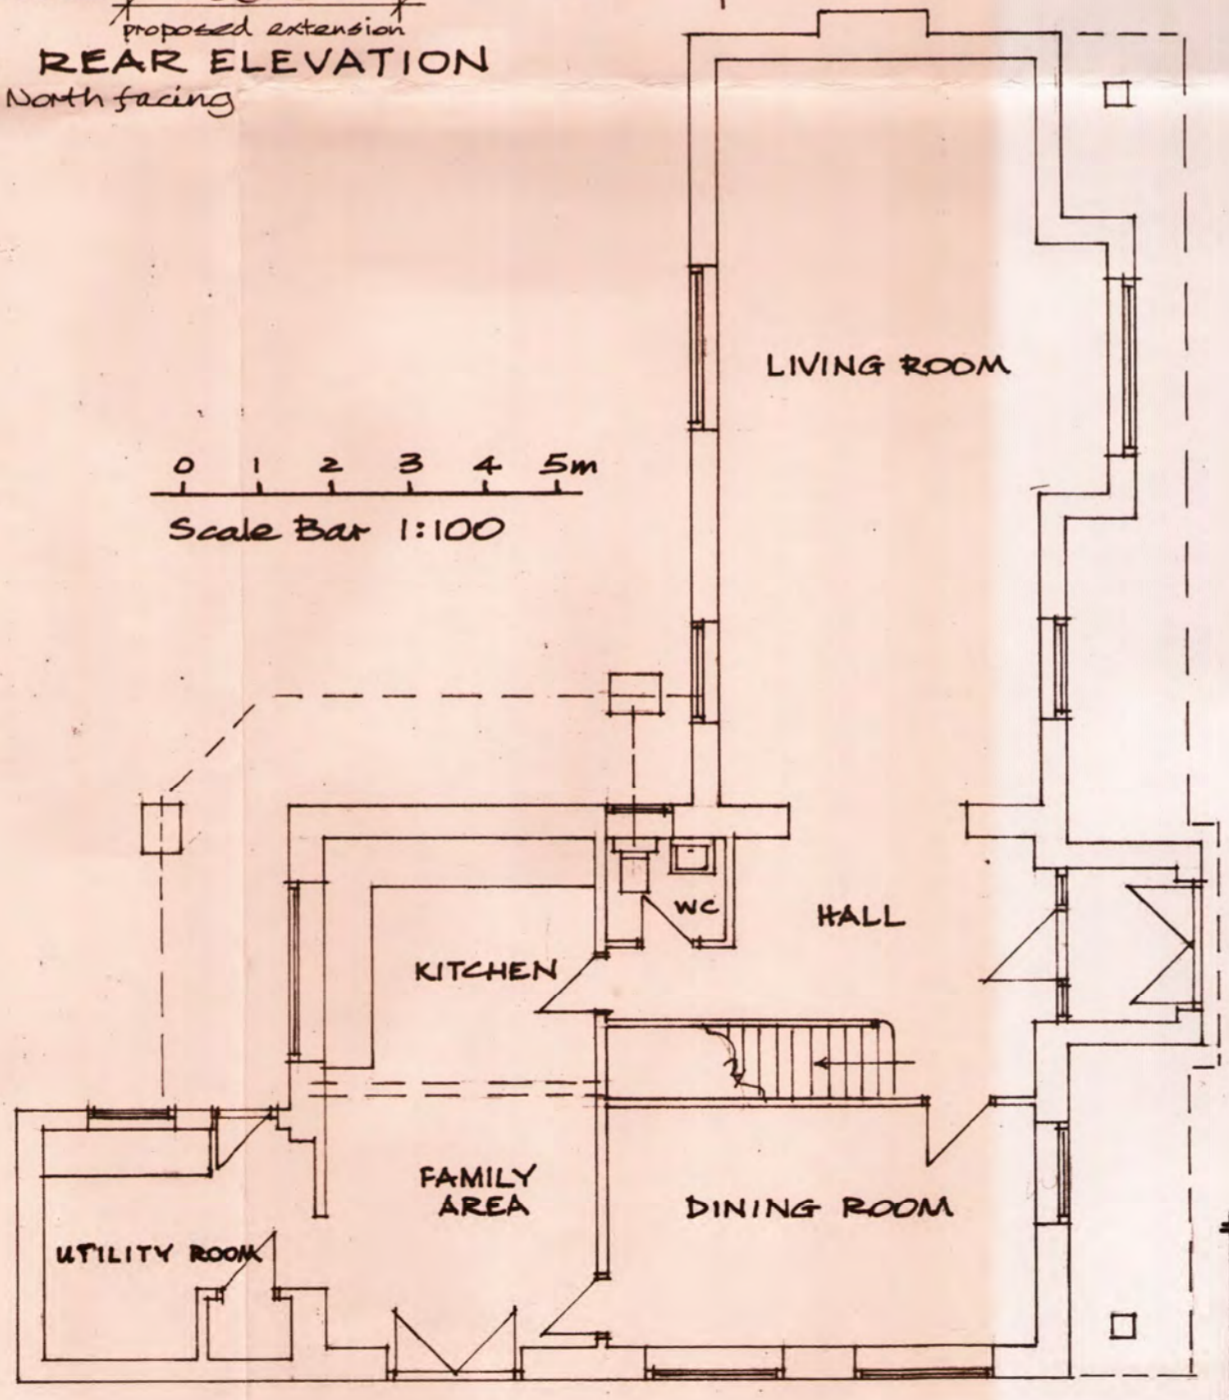 proposed extension
REAR ELEVATION
North facing
LIVING ROOM
0 1 2 3 4 5m
Scale Bar 1:100
WC
HALL
KITCHEN
FAMILY
AREA
DINING ROOM
UTILITY ROOM